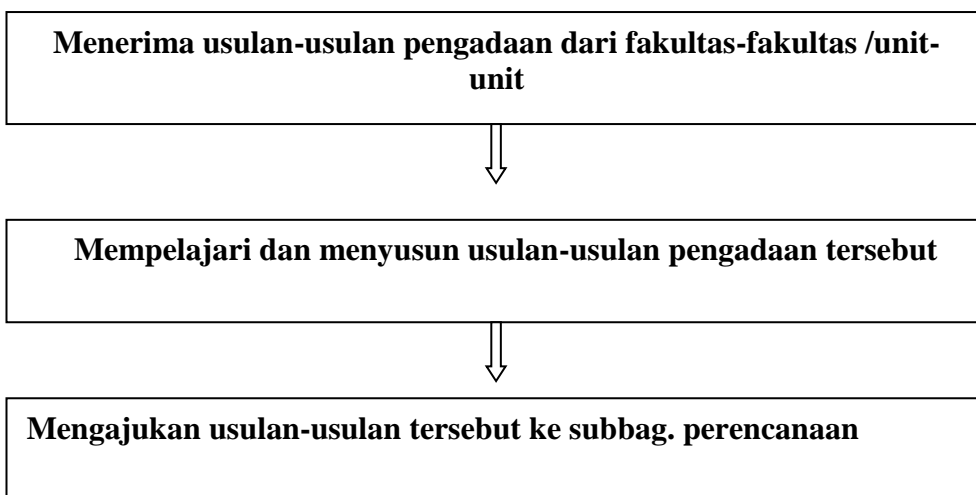 Menerima usulan-usulan pengadaan dari fakultas-fakultas /unit-
unit
Mempelajari dan menyusun usulan-usulan pengadaan tersebut
Mengajukan usulan-usulan tersebut ke subbag. perencanaan